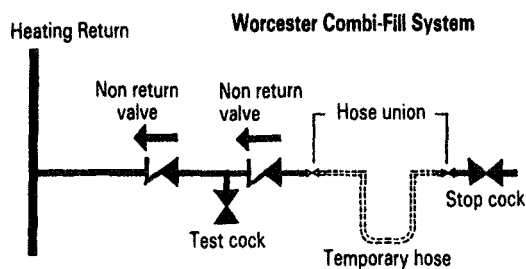 Worcester Combi-Fill System
Heating Return
Non return
valve
Non return
valve
Hose union
Stop cock
Test cock
Temporary hose